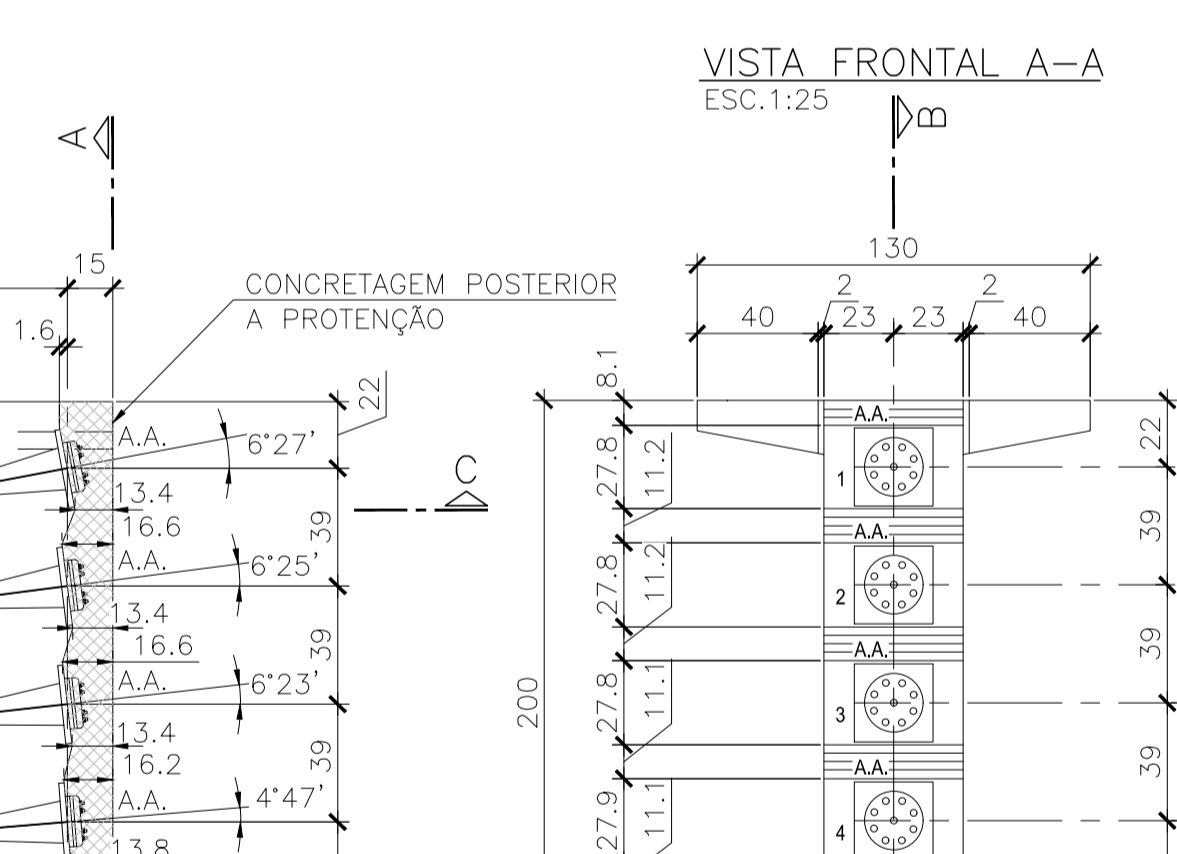 VISTA FRONTAL A-A
ESC.1:25
A
B
15
130
CONCRETAGEM POSTERIOR
A PROTENÇÃO
1.6
2
2
40
23
23
40
22
8.1
A.A.
6°27'
13.4
16.6
39
C
A.A.
6°25'
13.4
16.6
39
A.A.
6°23'
13.4
16.2
39
A.A.
4°47'
13.8
200
27.8
11.2
27.8
11.2
27.8
11.1
27.9
11.1
A.A.
1
A.A.
2
A.A.
3
A.A.
4
22
39
39
39